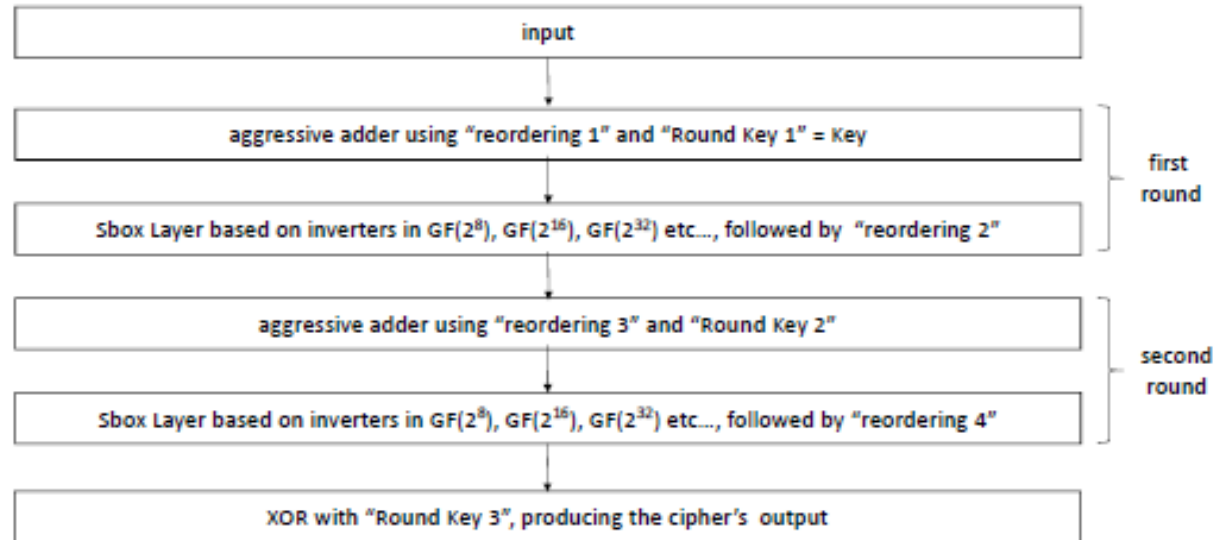 input
aggressive adder using “reordering 1” and “Round Key 1” = Key
first
round
Sbox Layer based on inverters in GF(2⁸), GF(2¹⁶), GF(2³²) etc…, followed by “reordering 2”
aggressive adder using “reordering 3” and “Round Key 2”
second
round
Sbox Layer based on inverters in GF(2⁸), GF(2¹⁶), GF(2³²) etc…, followed by “reordering 4”
XOR with “Round Key 3”, producing the cipher’s output